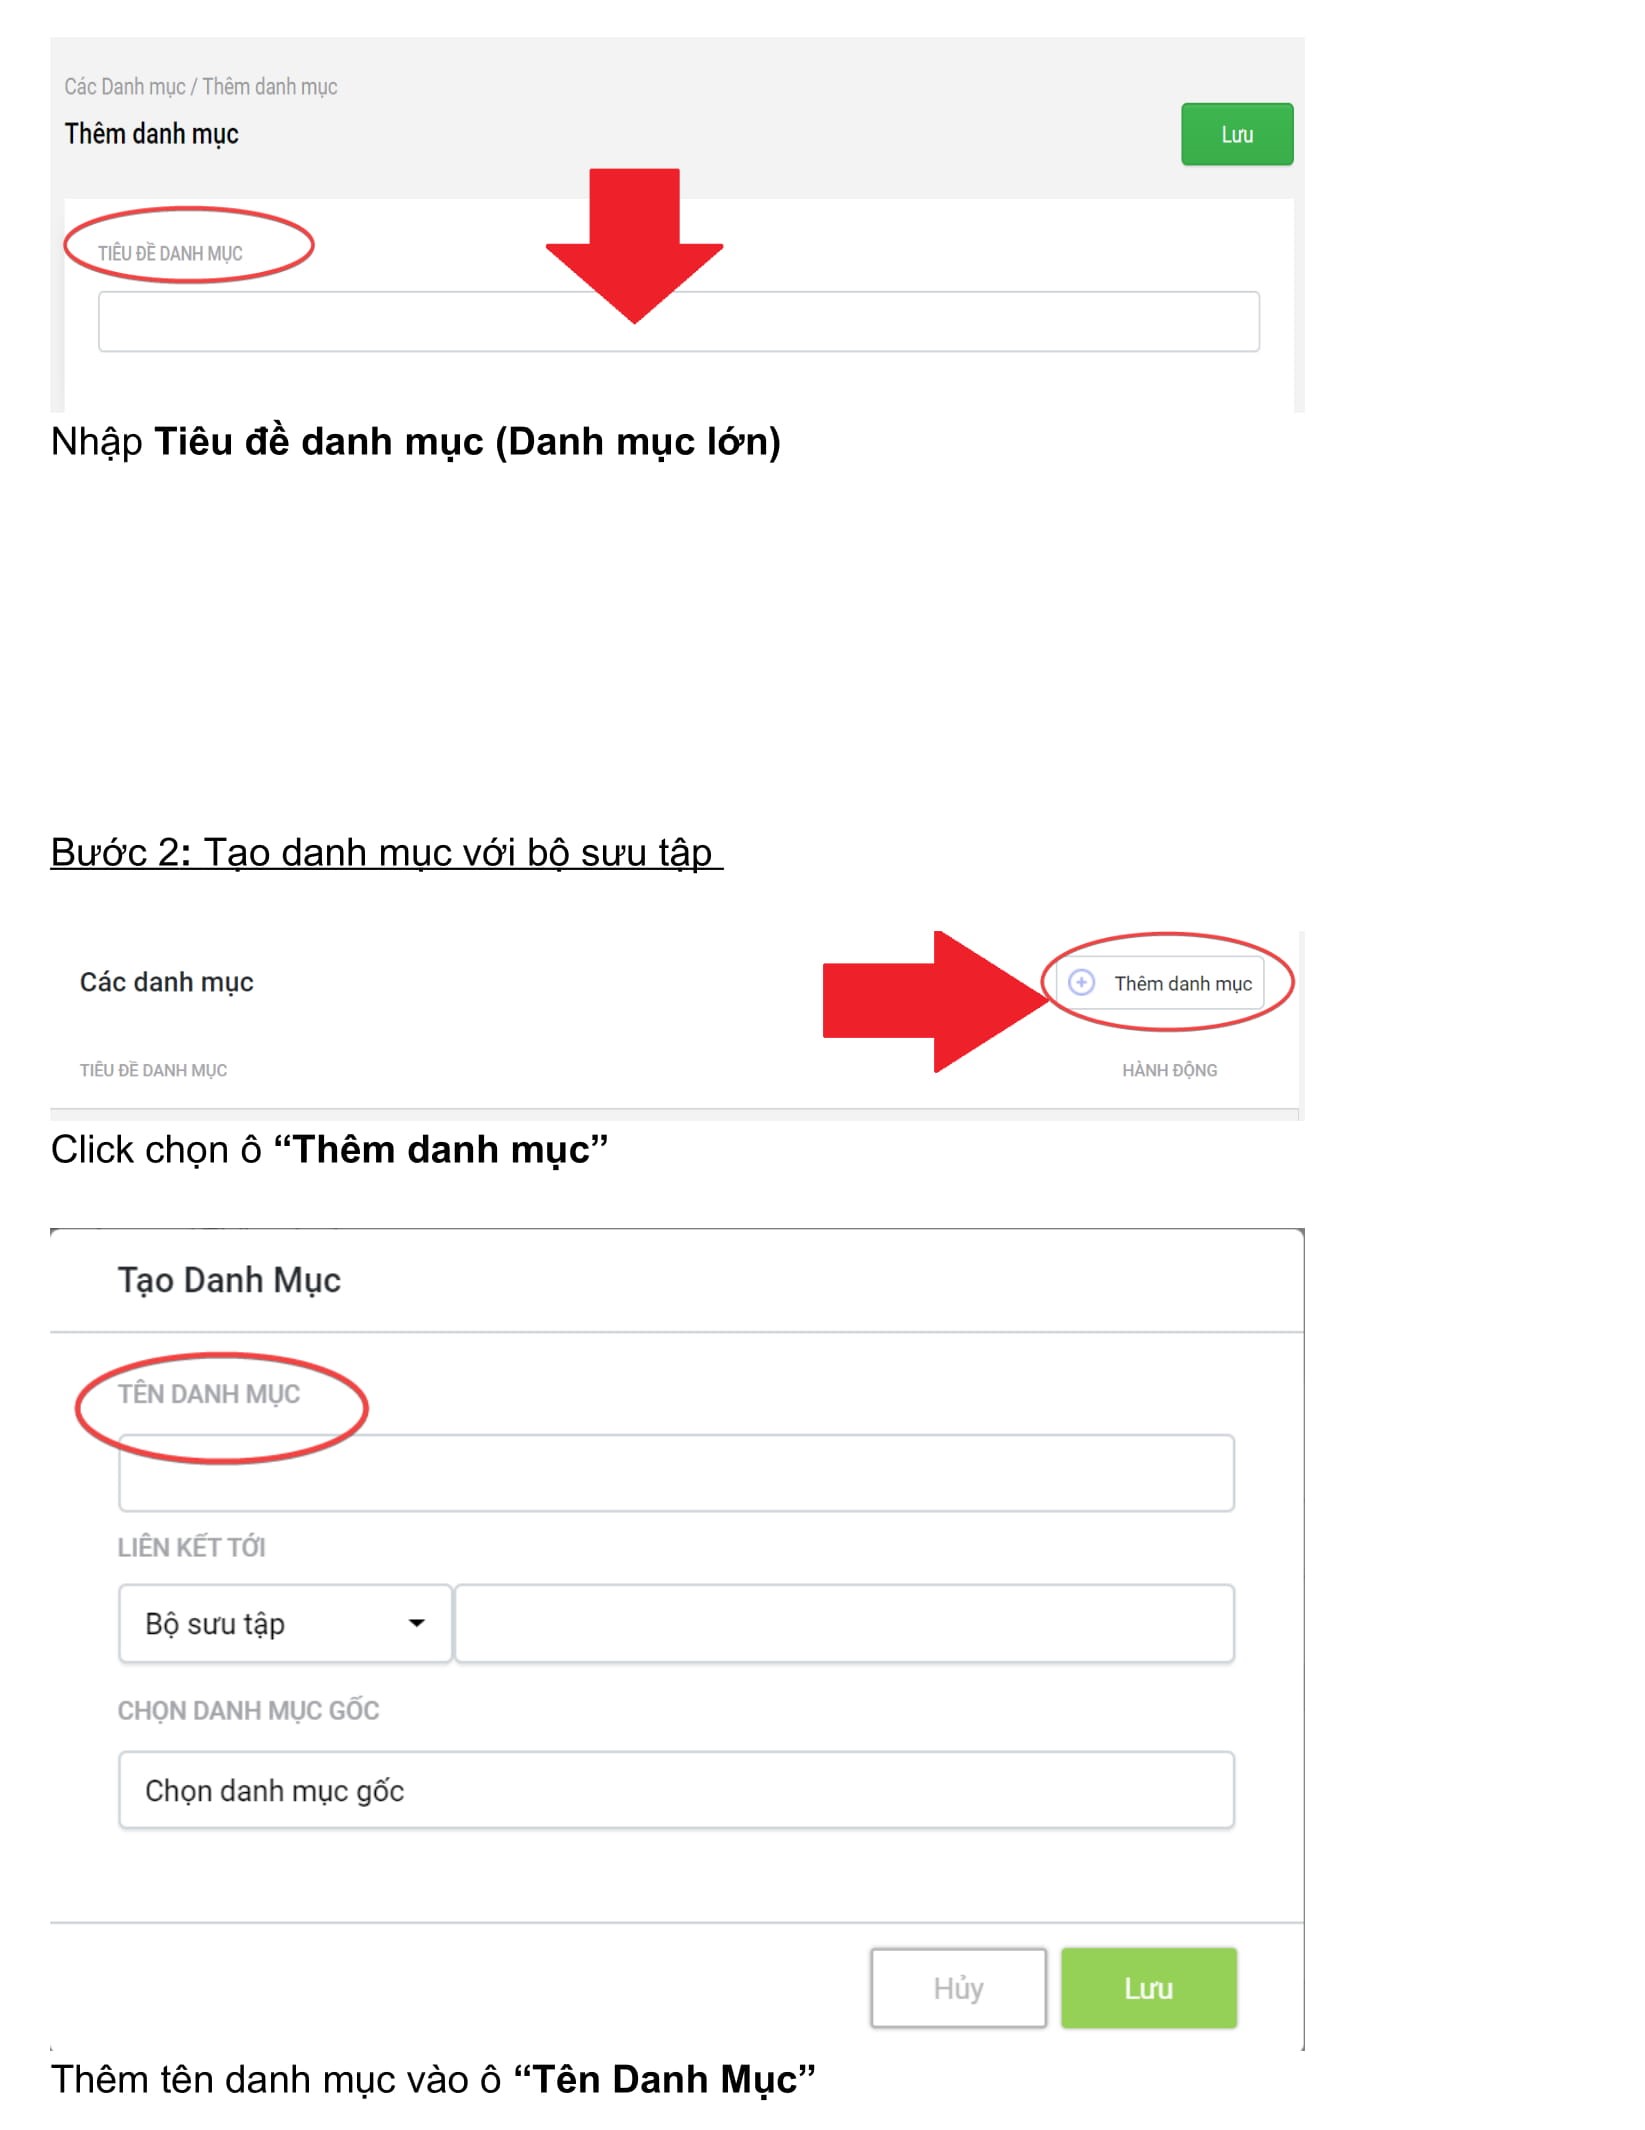 Các Danh mục / Thêm danh mục
Thêm danh mục
Lưu
TIÊU ĐỀ DANH MỤC
Nhập Tiêu đề danh mục (Danh mục lớn)
Bước 2: Tạo danh mục với bộ sưu tập
Các danh mục
Thêm danh mục
TIÊU ĐỀ DANH MỤC
HÀNH ĐỘNG
Click chọn ô “Thêm danh mục”
Tạo Danh Mục
TÊN DANH MỤC
LIÊN KẾT TỚI
Bộ sưu tập
CHỌN DANH MỤC GỐC
Chọn danh mục gốc
Hủy
Lưu
Thêm tên danh mục vào ô “Tên Danh Mục”